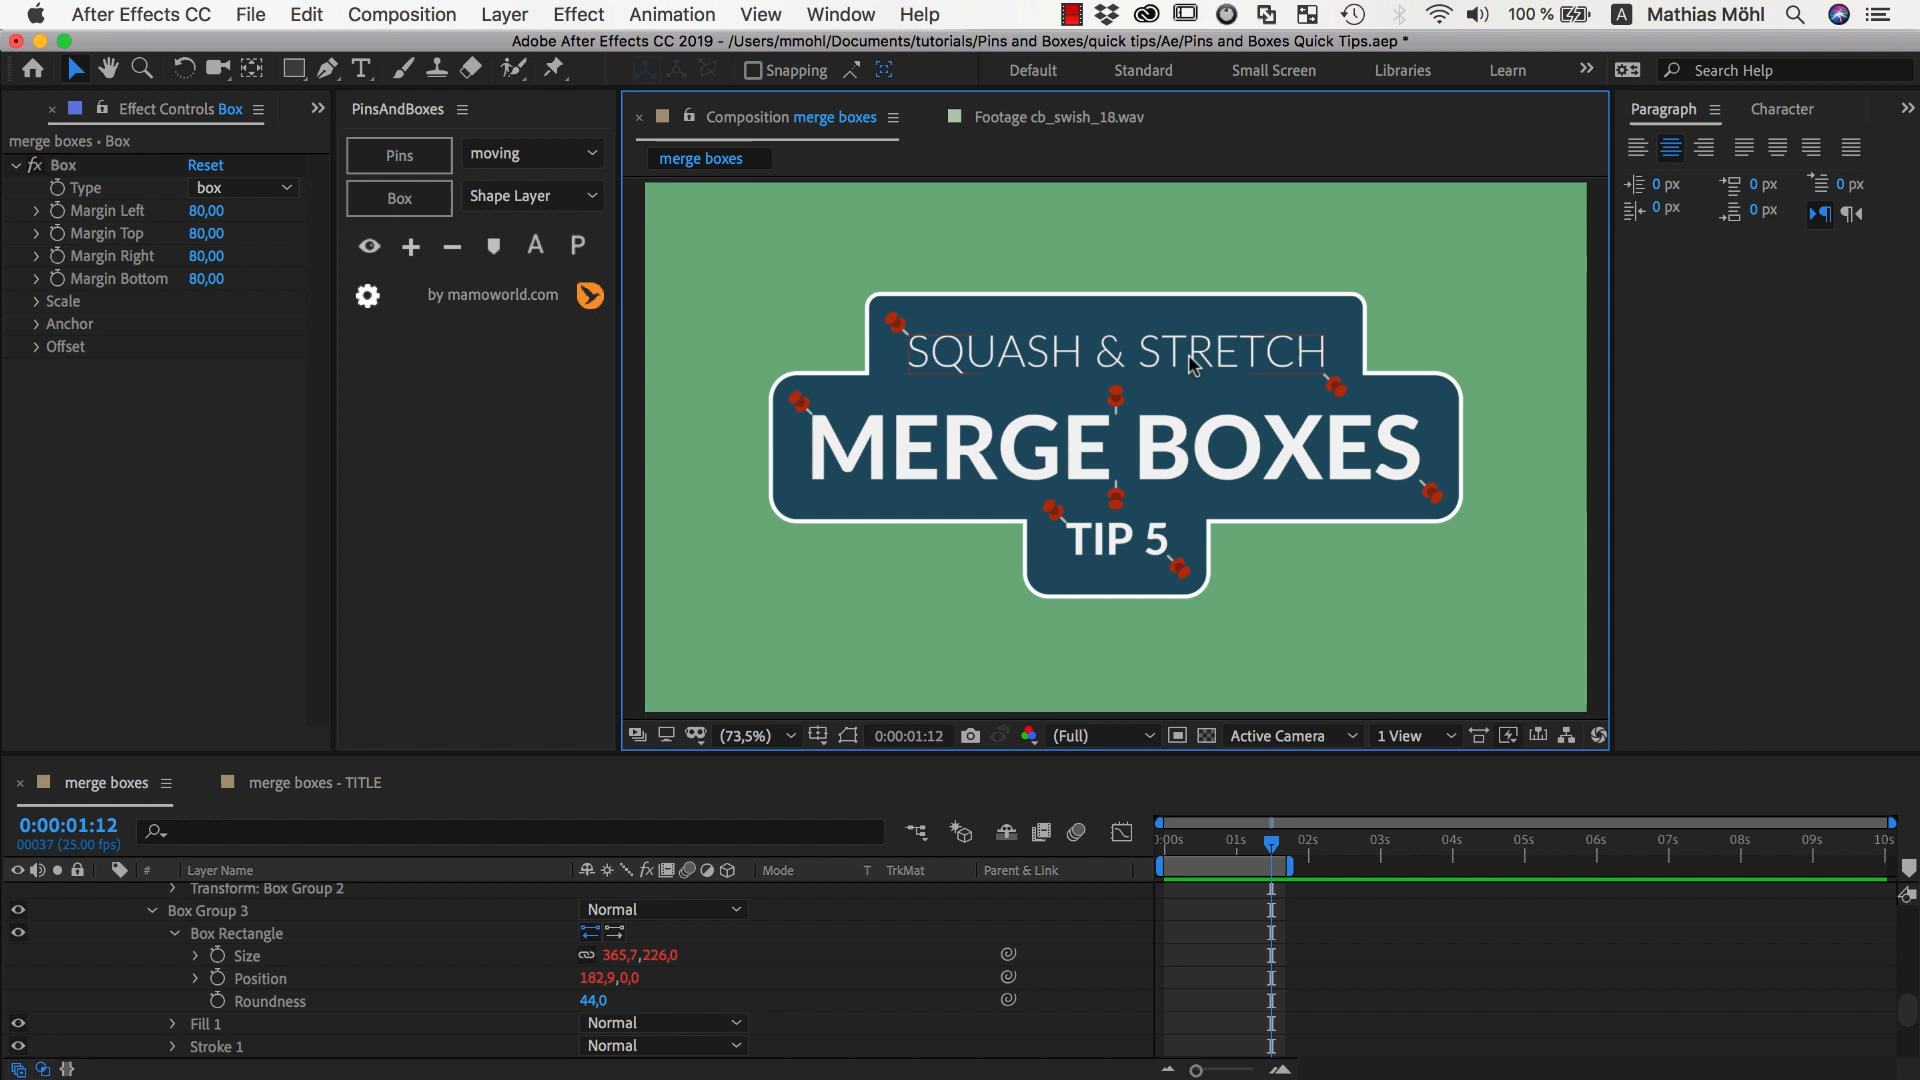 After Effects CC File Edit Composition Layer Effect Animation View Window Help 100 % A Mathias Möhl
Adobe After Effects CC 2019 - /Users/mmohl/Documents/tutorials/Pins and Boxes/quick tips/Ae/Pins and Boxes Quick Tips.aep *
Snapping Default Standard Small Screen Libraries Learn Search Help
Effect Controls Box
PinsAndBoxes
Composition merge boxes
Footage cb_swish_18.wav
Paragraph Character
merge boxes • Box
fx Box Reset
Type box
Margin Left 80,00
Margin Top 80,00
Margin Right 80,00
Margin Bottom 80,00
Scale
Anchor
Offset
Pins moving
Box Shape Layer
A P
by mamoworld.com
merge boxes
SQUASH & STRETCH
MERGE BOXES
TIP 5
0 px 0 px 0 px
0 px 0 px
(73,5%) 0:00:01:12 (Full) Active Camera 1 View
merge boxes
merge boxes - TITLE
0:00:01:12
00037 (25.00 fps)
:00s 01s 02s 03s 04s 05s 06s 07s 08s 09s 10s
# Layer Name fx Mode T TrkMat Parent & Link
Transform: Box Group 2
Box Group 3 Normal
Box Rectangle
Size 365,7,226,0
Position 182,9,0,0
Roundness 44,0
Fill 1 Normal
Stroke 1 Normal